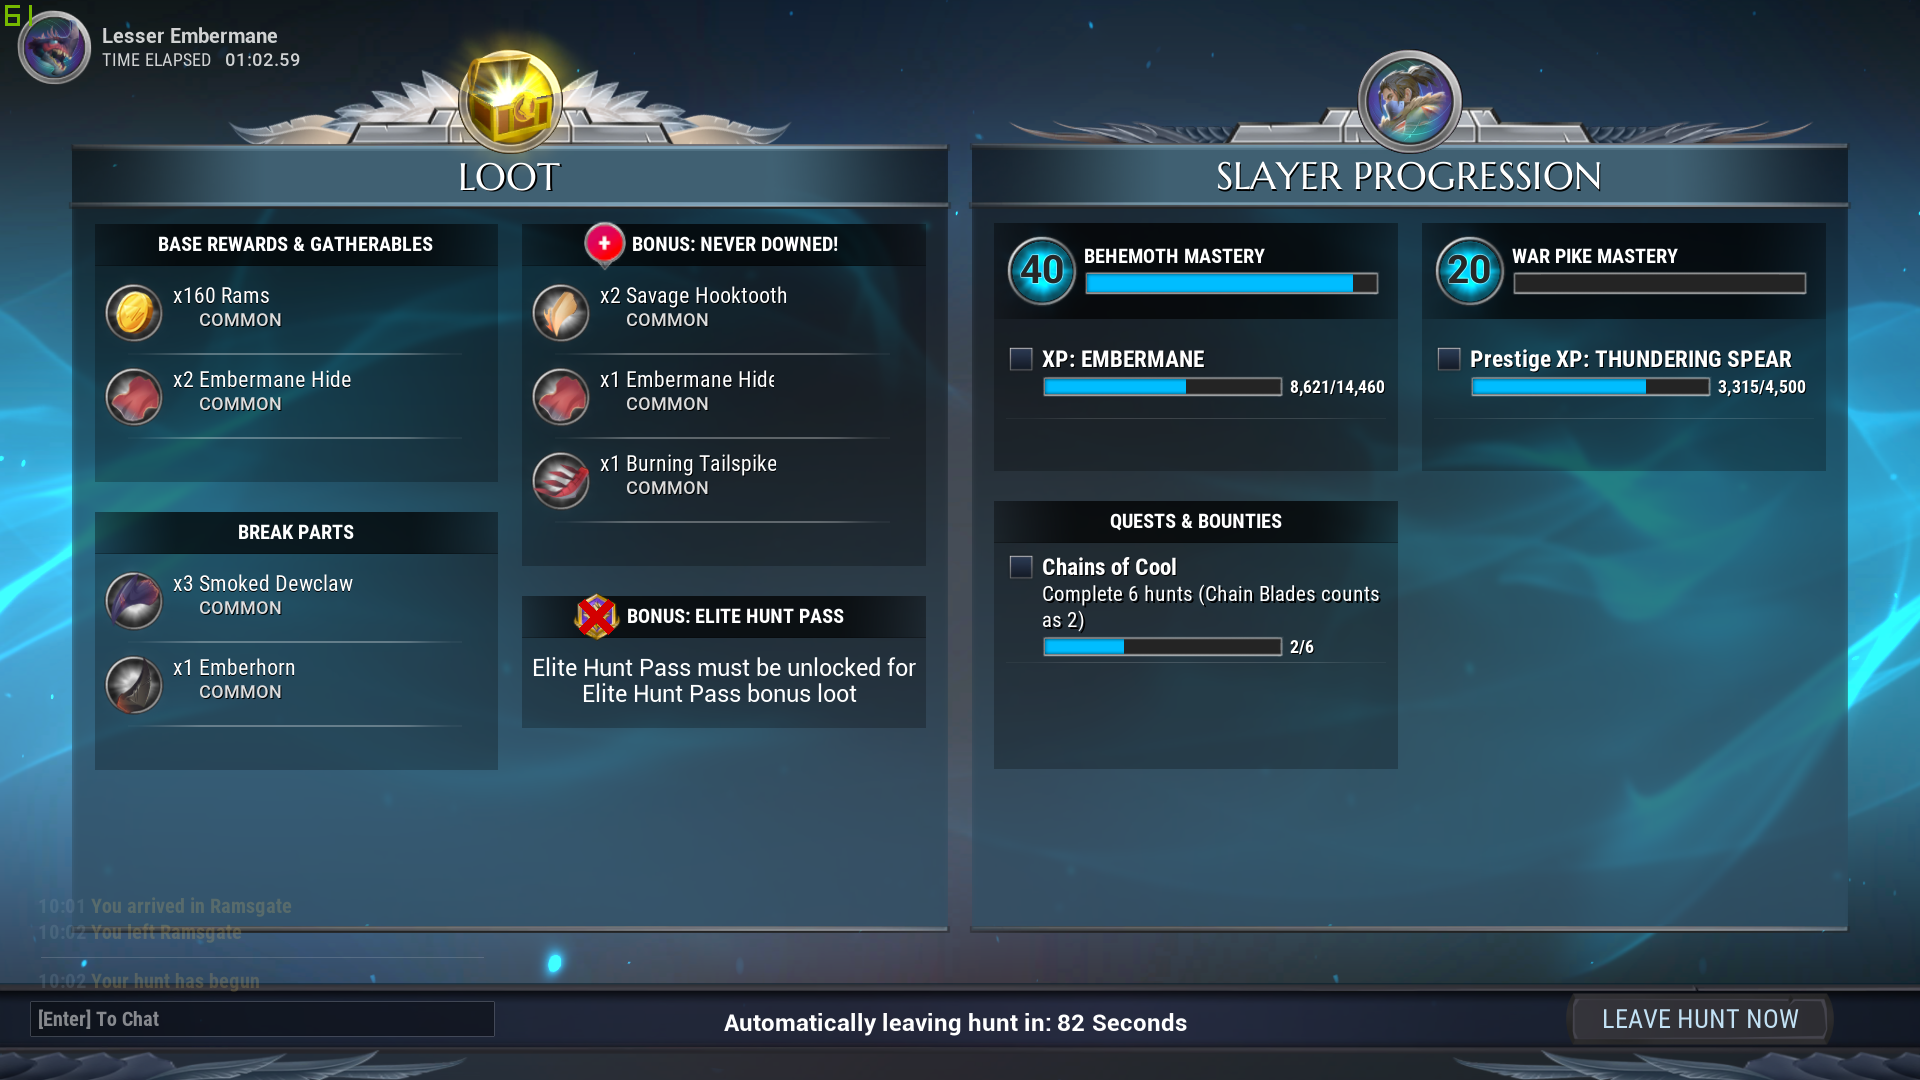 61
Lesser Embermane
TIME ELAPSED 01:02.59
LOOT
BASE REWARDS & GATHERABLES
x160 Rams
COMMON
x2 Embermane Hide
COMMON
BREAK PARTS
x3 Smoked Dewclaw
COMMON
x1 Emberhorn
COMMON
BONUS: NEVER DOWNED!
x2 Savage Hooktooth
COMMON
x1 Embermane Hide
COMMON
x1 Burning Tailspike
COMMON
BONUS: ELITE HUNT PASS
Elite Hunt Pass must be unlocked for
Elite Hunt Pass bonus loot
SLAYER PROGRESSION
40 BEHEMOTH MASTERY
XP: EMBERMANE
8,621/14,460
20 WAR PIKE MASTERY
Prestige XP: THUNDERING SPEAR
3,315/4,500
QUESTS & BOUNTIES
Chains of Cool
Complete 6 hunts (Chain Blades counts
as 2)
2/6
10:01 You arrived in Ramsgate
10:02 You left Ramsgate
10:02 Your hunt has begun
[Enter] To Chat
Automatically leaving hunt in: 82 Seconds
LEAVE HUNT NOW